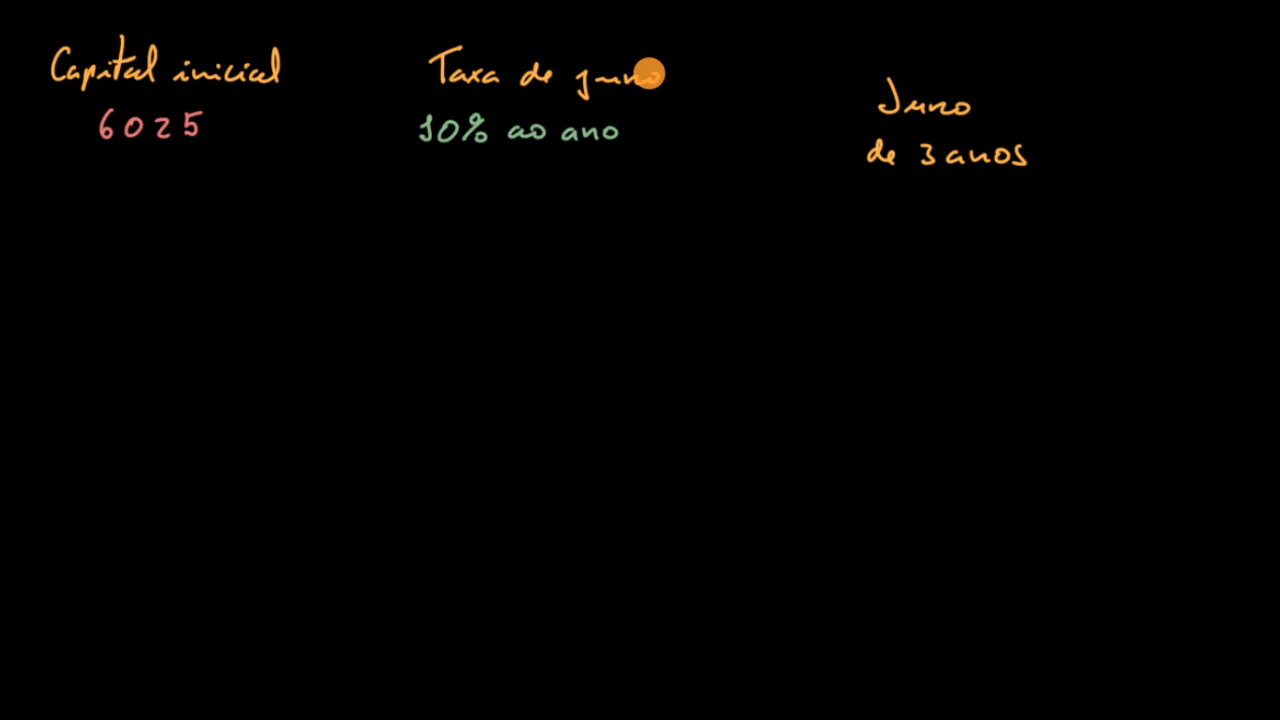 Capital inicial
6025
Taxa de juro
10% ao ano
Juro
de 3 anos